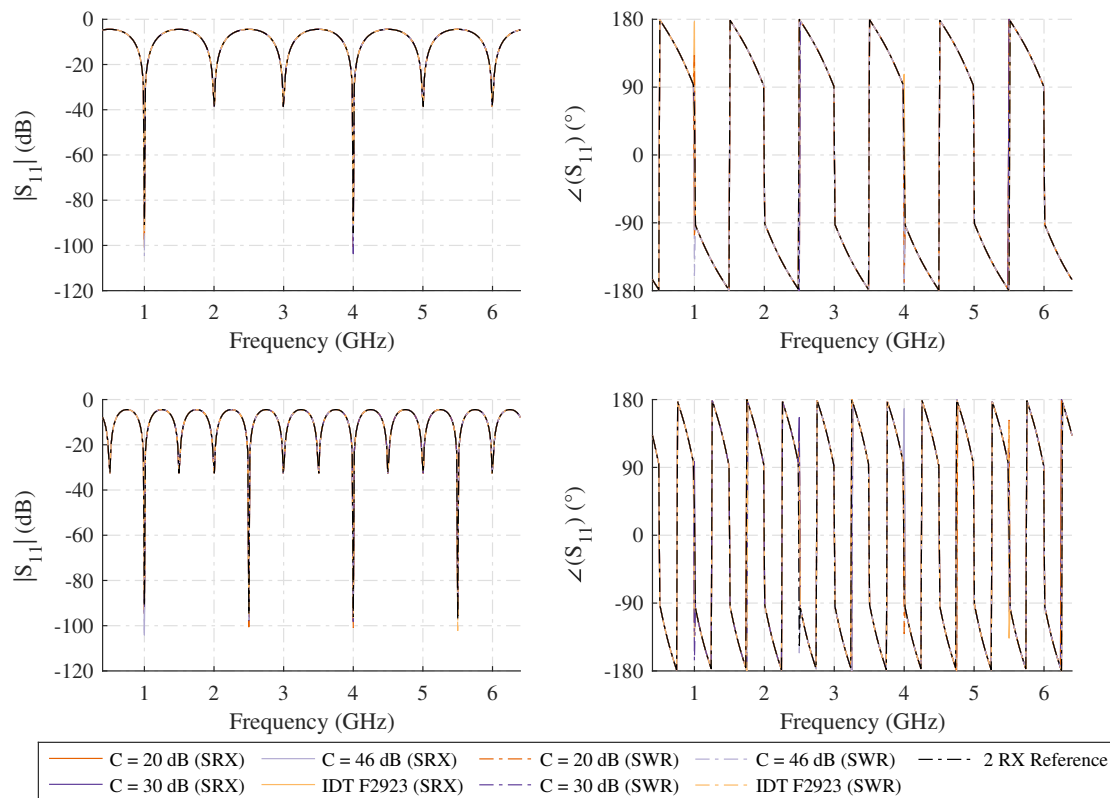 0
-20
-40
-60
-80
-100
-120
|S11| (dB)
1 2 3 4 5 6
Frequency (GHz)
180
90
0
-90
-180
∠(S11) (°)
1 2 3 4 5 6
Frequency (GHz)
0
-20
-40
-60
-80
-100
-120
|S11| (dB)
1 2 3 4 5 6
Frequency (GHz)
180
90
0
-90
-180
∠(S11) (°)
1 2 3 4 5 6
Frequency (GHz)
C = 20 dB (SRX) C = 46 dB (SRX) C = 20 dB (SWR) C = 46 dB (SWR) 2 RX Reference
C = 30 dB (SRX) IDT F2923 (SRX) C = 30 dB (SWR) IDT F2923 (SWR)